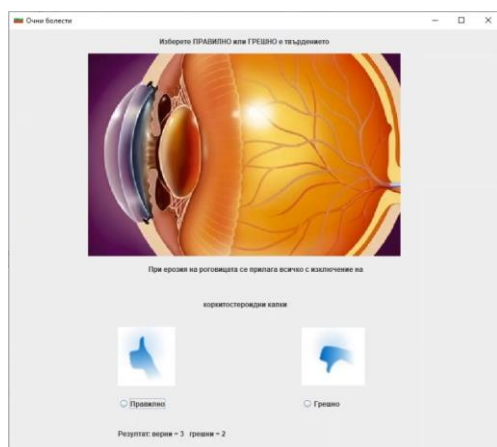 Очни болести
Изберете ПРАВИЛНО или ГРЕШНО е твърдението
При ерозия на роговицата се прилага всичко с изключение на
коркитостероидни капки
Правилно
Грешно
Резултат: верни = 3 грешни = 2